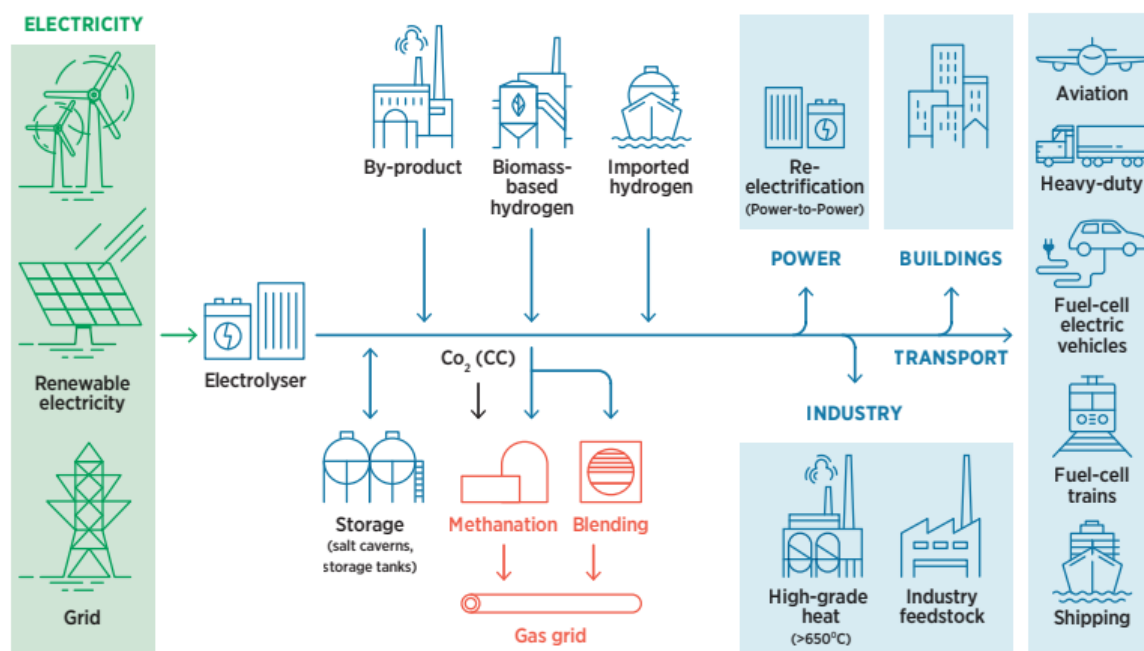 ELECTRICITY
Renewable
electricity
Grid
Electrolyser
By-product
Biomass-
based
hydrogen
Imported
hydrogen
Co₂ (CC)
Storage
(salt caverns,
storage tanks)
Methanation
Blending
Gas grid
Re-
electrification
(Power-to-Power)
POWER
BUILDINGS
TRANSPORT
INDUSTRY
High-grade
heat
(>650⁰C)
Industry
feedstock
Aviation
Heavy-duty
Fuel-cell
electric
vehicles
Fuel-cell
trains
Shipping